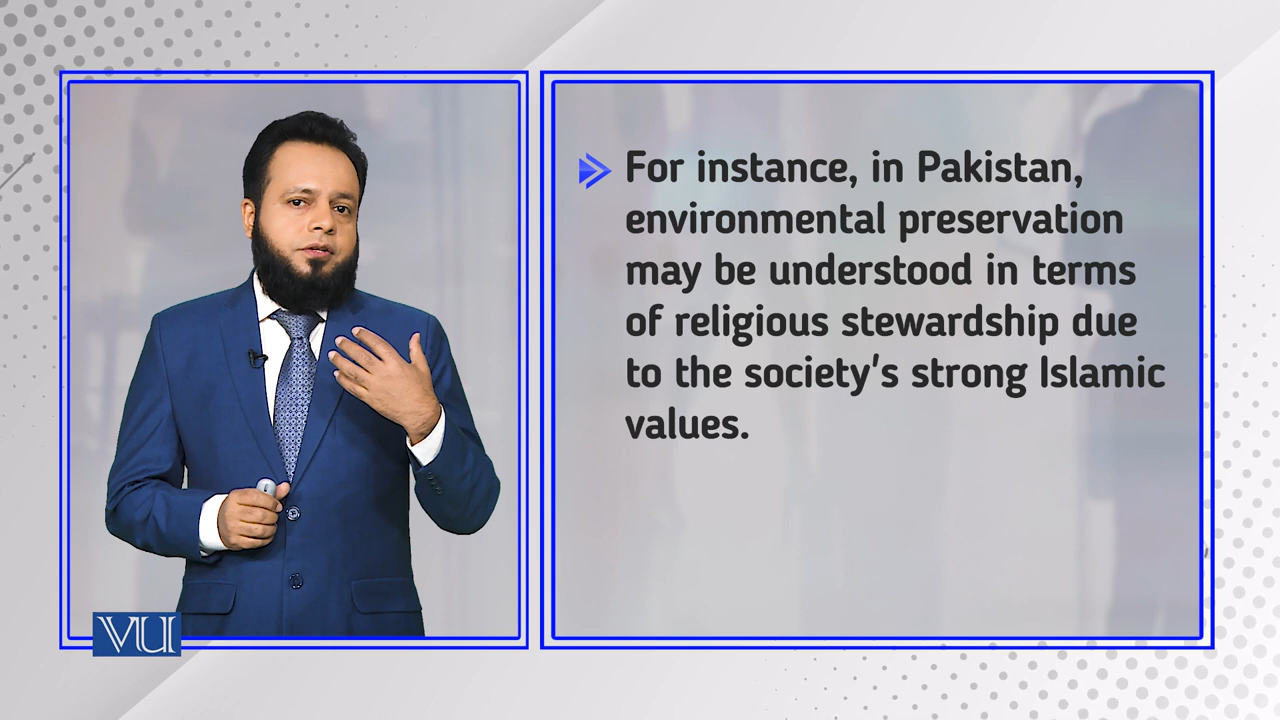 For instance, in Pakistan,
environmental preservation
may be understood in terms
of religious stewardship due
to the society's strong Islamic
values.
VU